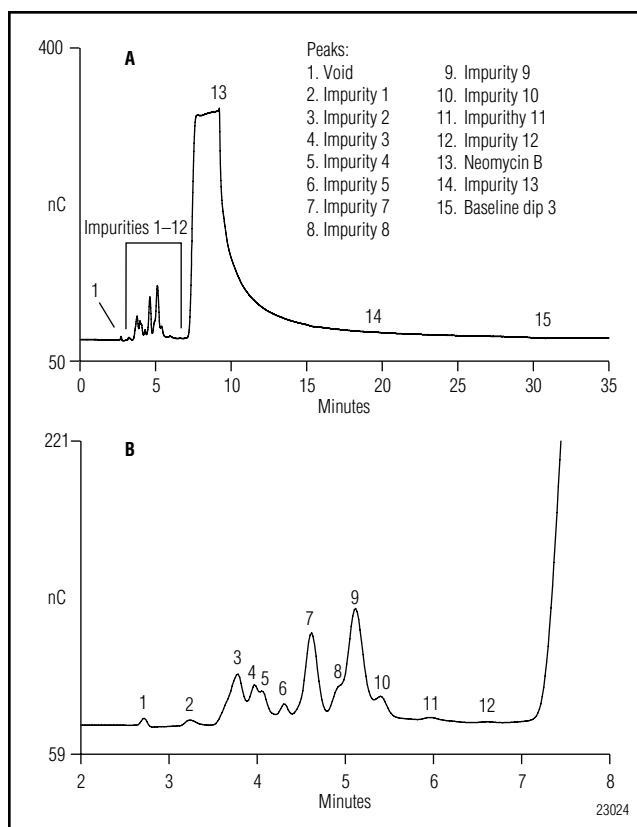 400
A
nC
50
Impurities 1–12
1
13
14
15
Peaks:
1. Void
2. Impurity 1
3. Impurity 2
4. Impurity 3
5. Impurity 4
6. Impurity 5
7. Impurity 7
8. Impurity 8
9. Impurity 9
10. Impurity 10
11. Impurithy 11
12. Impurity 12
13. Neomycin B
14. Impurity 13
15. Baseline dip 3
0 5 10 15 20 25 30 35
Minutes
221
B
nC
59
1 2 3 4 5 6 7 8 9 10 11 12
2 3 4 5 6 7 8
Minutes
23024